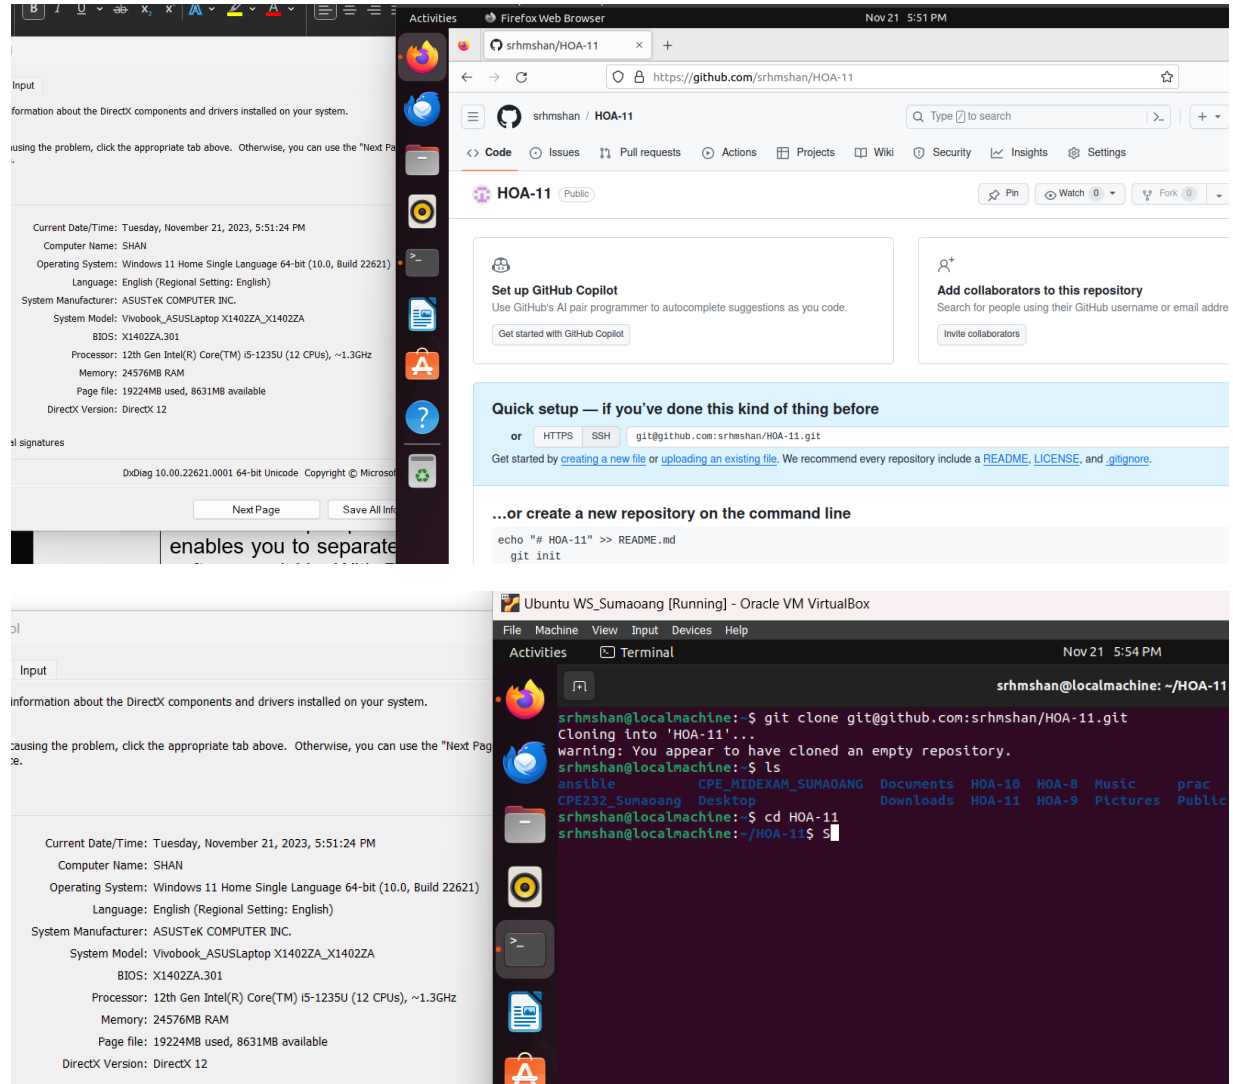 B I U ab x2 x A A
Activities Firefox Web Browser Nov 21 5:51 PM
srhmshan/HOA-11 × +
https://github.com/srhmshan/HOA-11
Input
formation about the DirectX components and drivers installed on your system.
using the problem, click the appropriate tab above. Otherwise, you can use the "Next Pa
srhmshan / HOA-11
Type / to search
Code Issues Pull requests Actions Projects Wiki Security Insights Settings
HOA-11 Public
Pin Watch 0 Fork 0
Current Date/Time: Tuesday, November 21, 2023, 5:51:24 PM
Computer Name: SHAN
Operating System: Windows 11 Home Single Language 64-bit (10.0, Build 22621)
Language: English (Regional Setting: English)
System Manufacturer: ASUSTeK COMPUTER INC.
System Model: Vivobook_ASUSLaptop X1402ZA_X1402ZA
BIOS: X1402ZA.301
Processor: 12th Gen Intel(R) Core(TM) i5-1235U (12 CPUs), ~1.3GHz
Memory: 24576MB RAM
Page file: 19224MB used, 8631MB available
DirectX Version: DirectX 12
al signatures
DxDiag 10.00.22621.0001 64-bit Unicode Copyright © Microsof
Next Page Save All Inf
enables you to separate
Set up GitHub Copilot
Use GitHub's AI pair programmer to autocomplete suggestions as you code.
Get started with GitHub Copilot
Add collaborators to this repository
Search for people using their GitHub username or email addre
Invite collaborators
Quick setup — if you've done this kind of thing before
or HTTPS SSH git@github.com:srhmshan/HOA-11.git
Get started by creating a new file or uploading an existing file. We recommend every repository include a README, LICENSE, and .gitignore.
…or create a new repository on the command line
echo "# HOA-11" >> README.md
git init
Ubuntu WS_Sumaoang [Running] - Oracle VM VirtualBox
File Machine View Input Devices Help
Activities Terminal Nov 21 5:54 PM
srhmshan@localmachine: ~/HOA-11
ol
Input
information about the DirectX components and drivers installed on your system.
causing the problem, click the appropriate tab above. Otherwise, you can use the "Next Pag
ce.
Current Date/Time: Tuesday, November 21, 2023, 5:51:24 PM
Computer Name: SHAN
Operating System: Windows 11 Home Single Language 64-bit (10.0, Build 22621)
Language: English (Regional Setting: English)
System Manufacturer: ASUSTeK COMPUTER INC.
System Model: Vivobook_ASUSLaptop X1402ZA_X1402ZA
BIOS: X1402ZA.301
Processor: 12th Gen Intel(R) Core(TM) i5-1235U (12 CPUs), ~1.3GHz
Memory: 24576MB RAM
Page file: 19224MB used, 8631MB available
DirectX Version: DirectX 12
srhmshan@localmachine:~$ git clone git@github.com:srhmshan/HOA-11.git
Cloning into 'HOA-11'...
warning: You appear to have cloned an empty repository.
srhmshan@localmachine:~$ ls
ansible CPE_MIDEXAM_SUMAOANG Documents HOA-10 HOA-8 Music prac
CPE232_Sumaoang Desktop Downloads HOA-11 HOA-9 Pictures Public
srhmshan@localmachine:~$ cd HOA-11
srhmshan@localmachine:~/HOA-11$ S